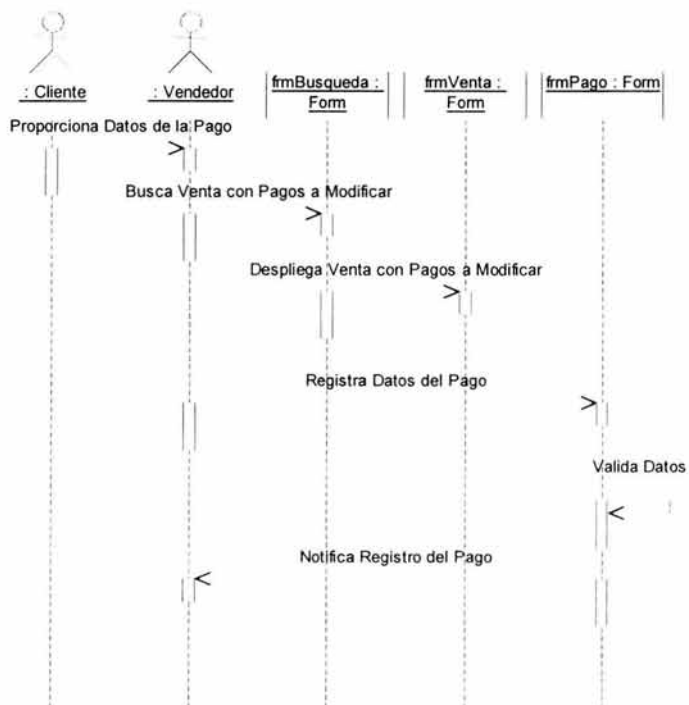 : Cliente
: Vendedor
frmBusqueda :
Form
frmVenta :
Form
frmPago : Form
Proporciona Datos de la Pago
Busca Venta con Pagos a Modificar
Despliega Venta con Pagos a Modificar
Registra Datos del Pago
Valida Datos
Notifica Registro del Pago